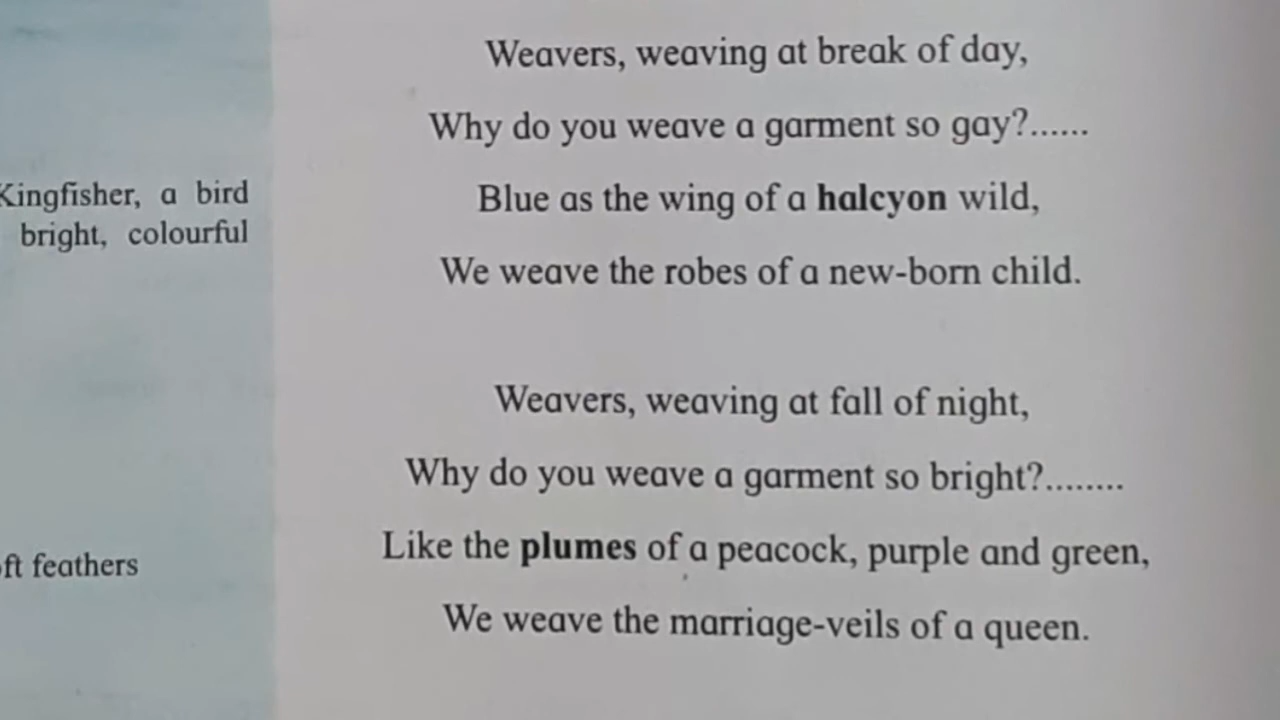 Weavers, weaving at break of day,
Why do you weave a garment so gay?......
Kingfisher, a bird
bright, colourful
Blue as the wing of a halcyon wild,
We weave the robes of a new-born child.
Weavers, weaving at fall of night,
Why do you weave a garment so bright?........
Like the plumes of a peacock, purple and green,
feathers
We weave the marriage-veils of a queen.